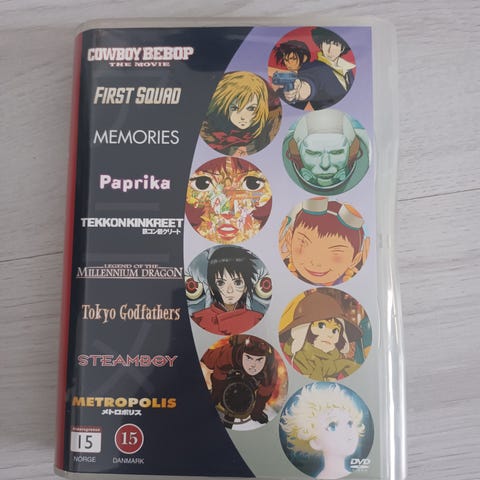 COWBOY BEBOP
THE MOVIE
FIRST SQUAD
MEMORIES
Paprika
TEKKONKINKREET
鉄コン筋クリート
LEGEND OF THE
MILLENNIUM DRAGON
Tokyo Godfathers
STEAMBOY
METROPOLIS
メトロポリス
15
NORGE
15
DANMARK
DVD